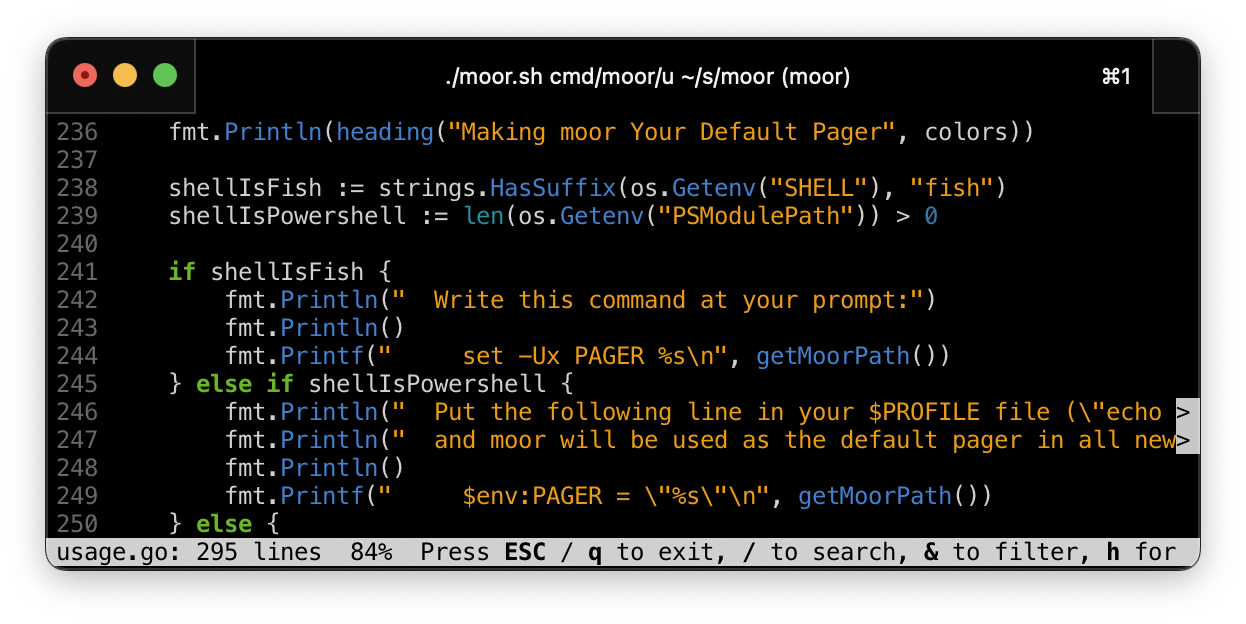 ./moor.sh cmd/moor/u ~/s/moor (moor) ⌘1
236     fmt.Println(heading("Making moor Your Default Pager", colors))
237
238     shellIsFish := strings.HasSuffix(os.Getenv("SHELL"), "fish")
239     shellIsPowershell := len(os.Getenv("PSModulePath")) > 0
240
241     if shellIsFish {
242         fmt.Println("  Write this command at your prompt:")
243         fmt.Println()
244         fmt.Printf("     set -Ux PAGER %s\n", getMoorPath())
245     } else if shellIsPowershell {
246         fmt.Println("  Put the following line in your $PROFILE file (\"echo >
247         fmt.Println("  and moor will be used as the default pager in all new>
248         fmt.Println()
249         fmt.Printf("     $env:PAGER = \"%s\"\n", getMoorPath())
250     } else {
usage.go: 295 lines  84%  Press ESC / q to exit, / to search, & to filter, h for